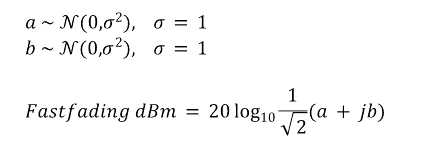 a ~ 𝒩(0,σ²), σ = 1
b ~ 𝒩(0,σ²), σ = 1
Fastfading dBm = 20 log₁₀ 1/√2 (a + jb)